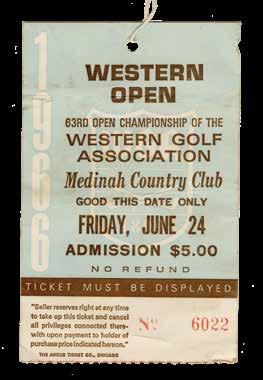 1966
WESTERN
OPEN
63RD OPEN CHAMPIONSHIP OF THE
WESTERN GOLF
ASSOCIATION
Medinah Country Club
GOOD THIS DATE ONLY
FRIDAY, JUNE 24
ADMISSION $5.00
NO REFUND
TICKET MUST BE DISPLAYED
"Seller reserves right at any time
to take up this ticket and cancel
all privileges connected there-
with upon payment to holder of
purchase price indicated hereon."
No. 6022
THE ANSUS TICKET CO., CHICAGO